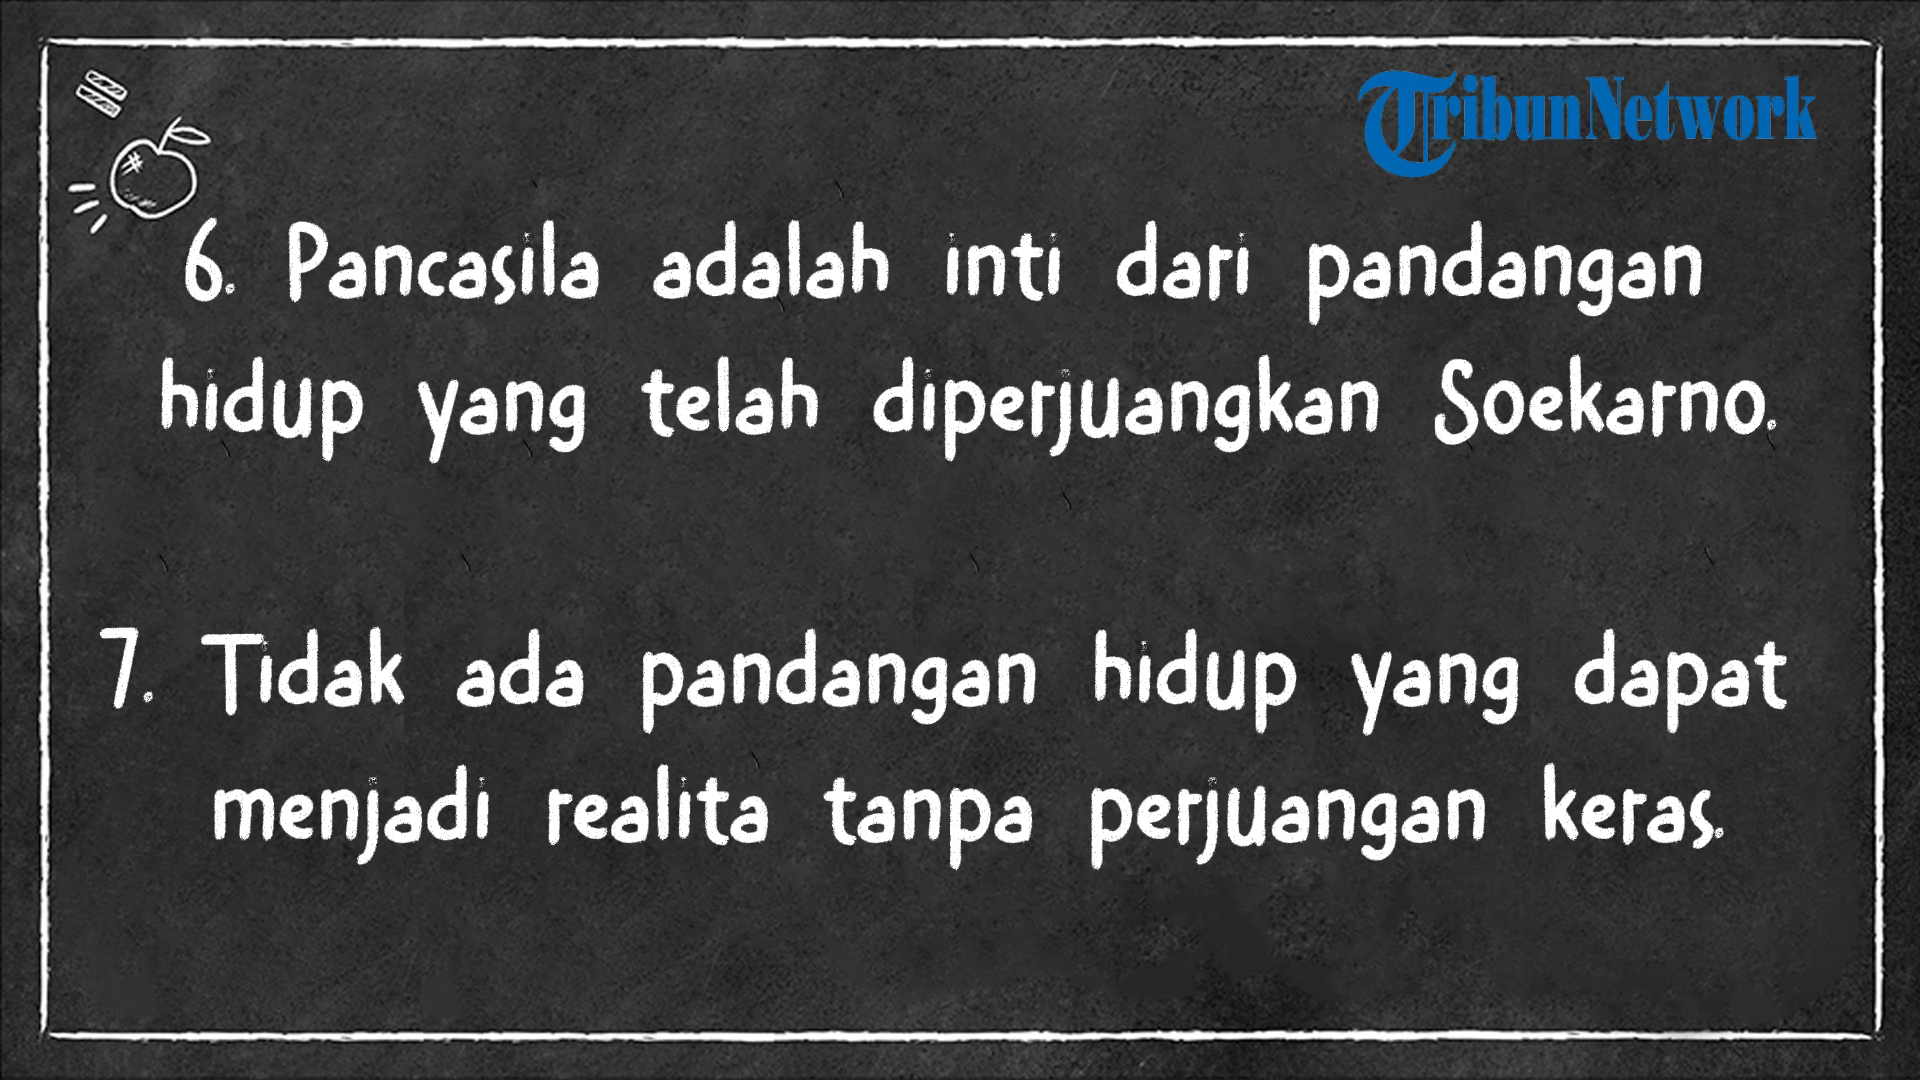 TribunNetwork
6. Pancasila adalah inti dari pandangan
hidup yang telah diperjuangkan Soekarno.
7. Tidak ada pandangan hidup yang dapat
menjadi realita tanpa perjuangan keras.